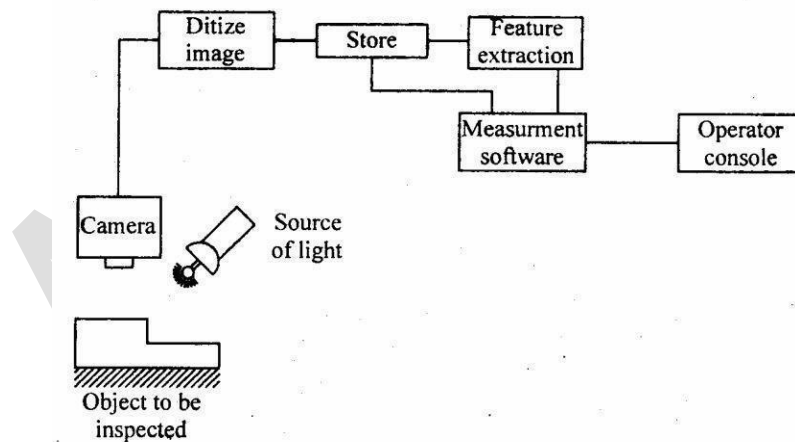 Ditize
image
Store
Feature
extraction
Measurment
software
Operator
console
Camera
Source
of light
Object to be
inspected